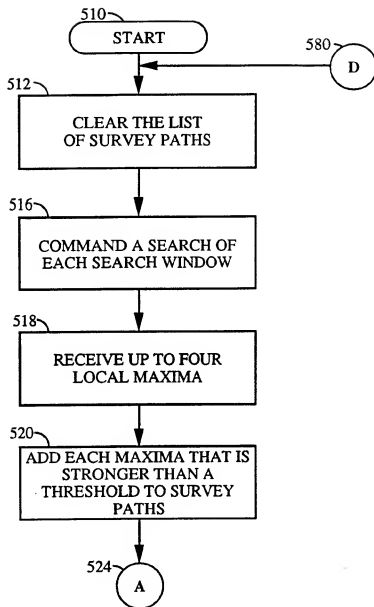 510
START
580
D
512
CLEAR THE LIST
OF SURVEY PATHS
516
COMMAND A SEARCH OF
EACH SEARCH WINDOW
518
RECEIVE UP TO FOUR
LOCAL MAXIMA
520
ADD EACH MAXIMA THAT IS
STRONGER THAN A
THRESHOLD TO SURVEY
PATHS
524
A